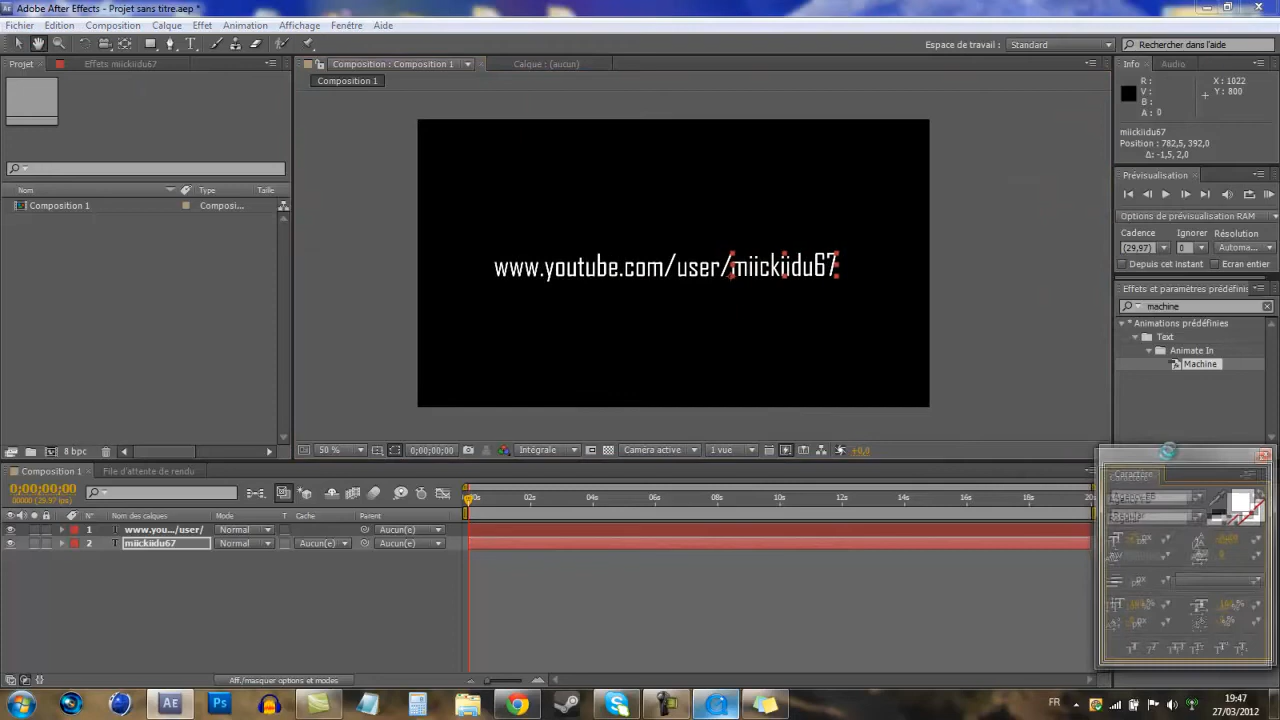 Adobe After Effects - Projet sans titre.aep *
Fichier Edition Composition Calque Effet Animation Affichage Fenêtre Aide
Espace de travail : Standard Rechercher dans l'aide
Projet Effets miickiidu67 Composition : Composition 1 Calque : (aucun) Info Audio
Composition 1
R : X : 1022
V : Y : 800
B :
A : 0
miickiidu67
Position : 782,5, 392,0
Δ: -1,5, 2,0
Prévisualisation
Nom Type Taille
Composition 1 Composi...
Options de prévisualisation RAM
Cadence Ignorer Résolution
(29,97) 0 Automa...
Depuis cet instant Ecran entier
www.youtube.com/user/miickiidu67
Effets et paramètres prédéfinis
machine
* Animations prédéfinies
Text
Animate In
Machine
8 bpc 50 % 0;00;00;00 Intégrale Caméra active 1 vue +0,0
Composition 1 File d'attente de rendu
Caractère
0;00;00;00
00000 (29.97 ips)
00s 02s 04s 06s 08s 10s 12s 14s 16s 18s 20s
N° Nom des calques Mode T Cache Parent
1 T www.you.../user/ Normal Aucun(e)
2 T miickiidu67 Normal Aucun(e) Aucun(e)
Aff./masquer options et modes
FR 19:47
27/03/2012